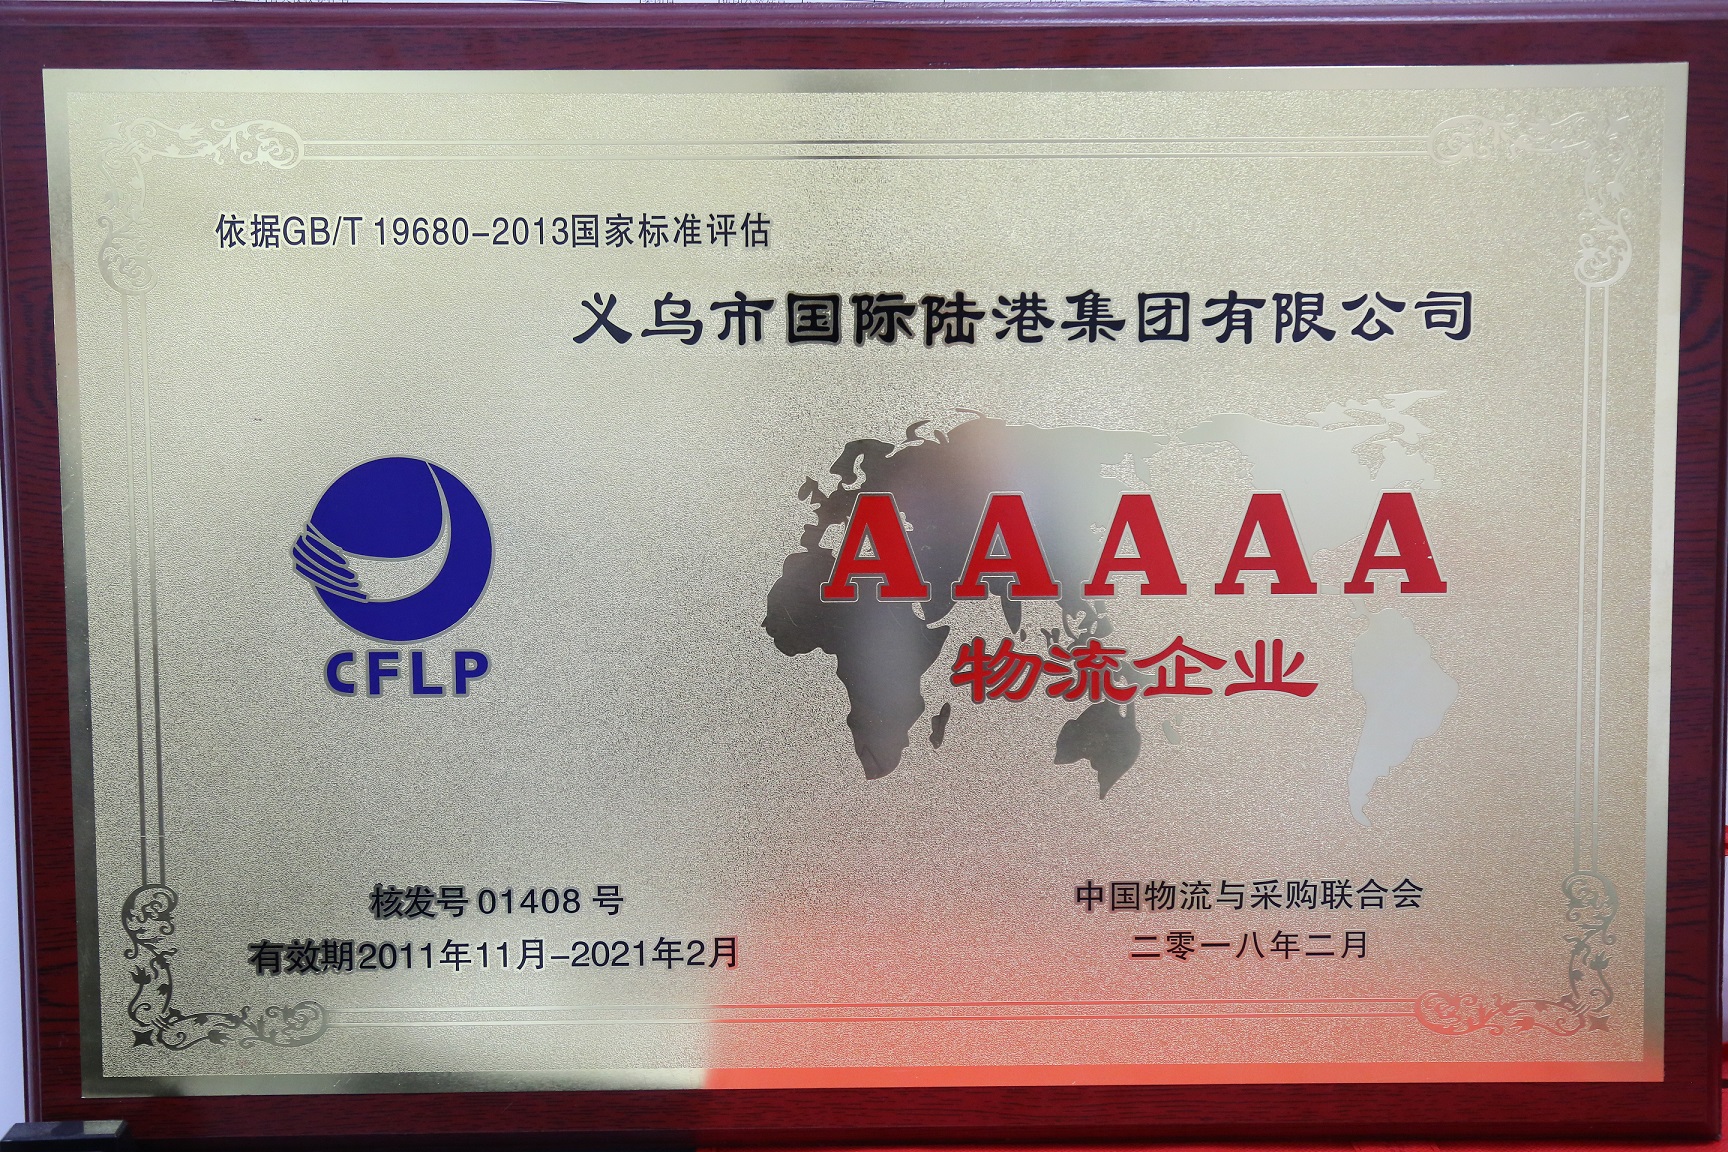 依据GB/T 19680-2013国家标准评估
义乌市国际陆港集团有限公司
AAAAA
物流企业
CFLP
核发号 01408 号
有效期2011年11月-2021年2月
中国物流与采购联合会
二零一八年二月